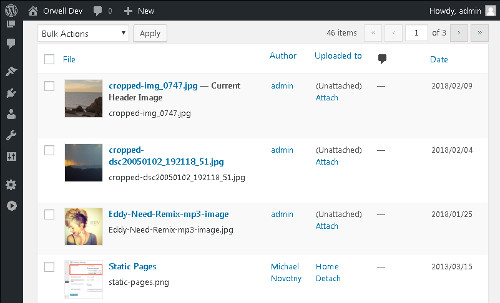 Orwell Dev 0 + New Howdy, admin
Bulk Actions Apply 46 items « ‹ 1 of 3 › »
File Author Uploaded to Date
cropped-img_0747.jpg — Current admin (Unattached) — 2018/02/09
Header Image Attach
cropped-img_0747.jpg
cropped- admin (Unattached) — 2018/02/04
dsc20050102_192118_51.jpg Attach
cropped-dsc20050102_192118_51.jpg
Eddy-Need-Remix-mp3-image admin (Unattached) — 2018/01/25
Eddy-Need-Remix-mp3-image.jpg Attach
Static Pages Michael Home — 2013/03/15
static-pages.png Novotny Detach